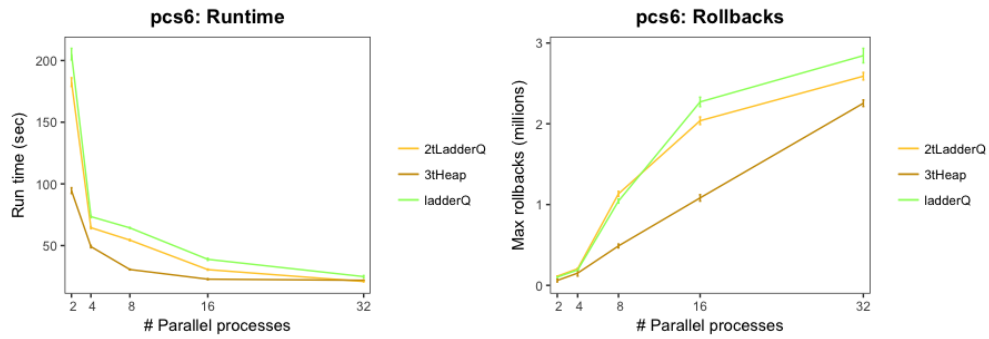 pcs6: Runtime
200
150
100
50
Run time (sec)
2 4 8 16 32
# Parallel processes
2tLadderQ
3tHeap
ladderQ
pcs6: Rollbacks
3
2
1
0
Max rollbacks (millions)
2 4 8 16 32
# Parallel processes
2tLadderQ
3tHeap
ladderQ